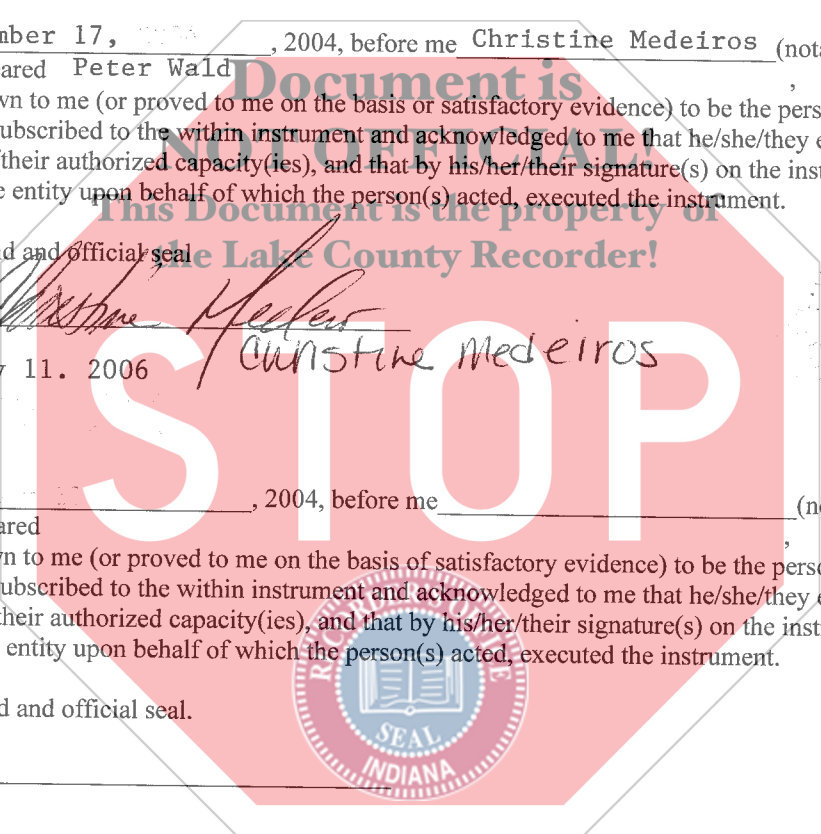 mber 17, , 2004, before me Christine Medeiros (nota
ared Peter Wald ,
wn to me (or proved to me on the basis or satisfactory evidence) to be the perso
ubscribed to the within instrument and acknowledged to me that he/she/they e
their authorized capacity(ies), and that by his/her/their signature(s) on the inst
e entity upon behalf of which the person(s) acted, executed the instrument.
Document is
NOT OFFICIAL!
This Document is the property of
the Lake County Recorder!
d and official seal
Christine Medeiros
11. 2006
STOP
, 2004, before me (no
ared ,
n to me (or proved to me on the basis of satisfactory evidence) to be the perso
ubscribed to the within instrument and acknowledged to me that he/she/they e
their authorized capacity(ies), and that by his/her/their signature(s) on the inst
entity upon behalf of which the person(s) acted, executed the instrument.
d and official seal.
SEAL
INDIANA